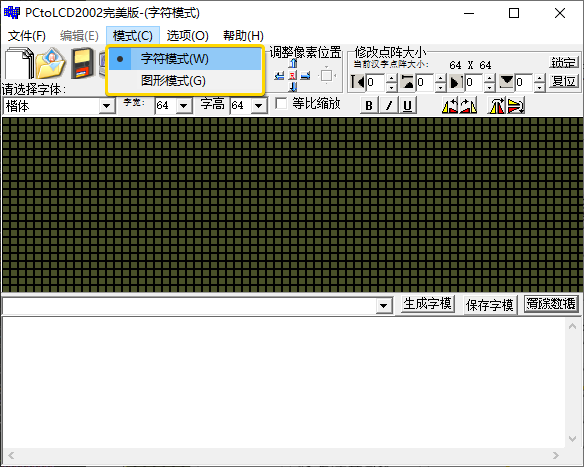 PCtoLCD2002完美版-(字符模式)
文件(F) 编辑(E) 模式(C) 选项(O) 帮助(H)
字符模式(W)
图形模式(G)
调整像素位置
修改点阵大小
当前汉字点阵大小: 64 X 64
锁定
0 0 0 0
复位
请选择字体:
楷体 字宽: 64 字高 64 等比缩放 B I U
生成字模 保存字模 清除数据